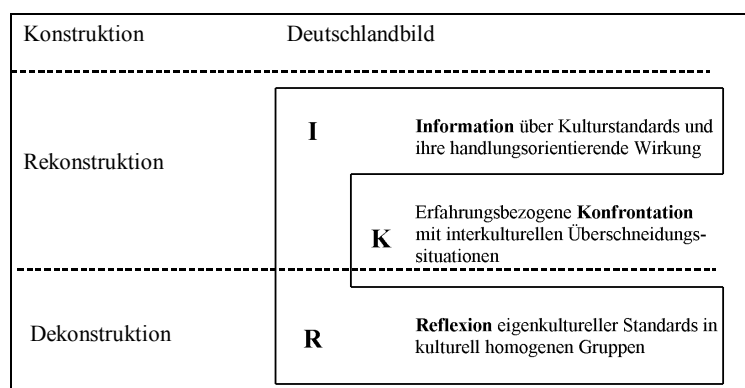 Konstruktion Deutschlandbild
I Information über Kulturstandards und
ihre handlungsorientierende Wirkung
Rekonstruktion
Erfahrungsbezogene Konfrontation
K mit interkulturellen Überschneidungs-
situationen
Dekonstruktion R Reflexion eigenkultureller Standards in
kulturell homogenen Gruppen